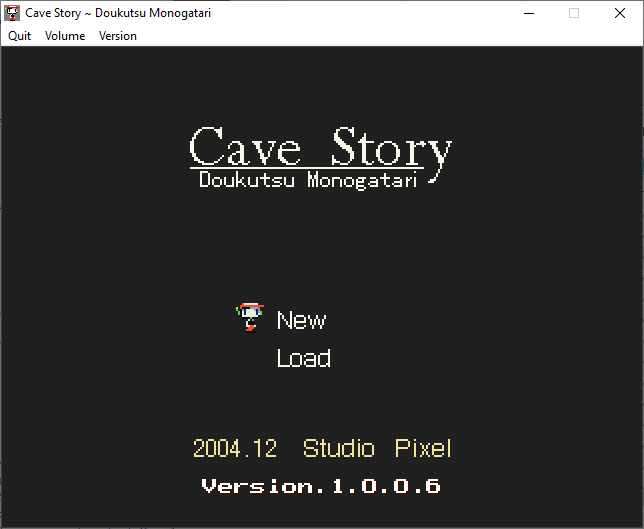 Cave Story ~ Doukutsu Monogatari
Quit Volume Version
Cave Story
Doukutsu Monogatari
New
Load
2004.12 Studio Pixel
Version.1.0.0.6